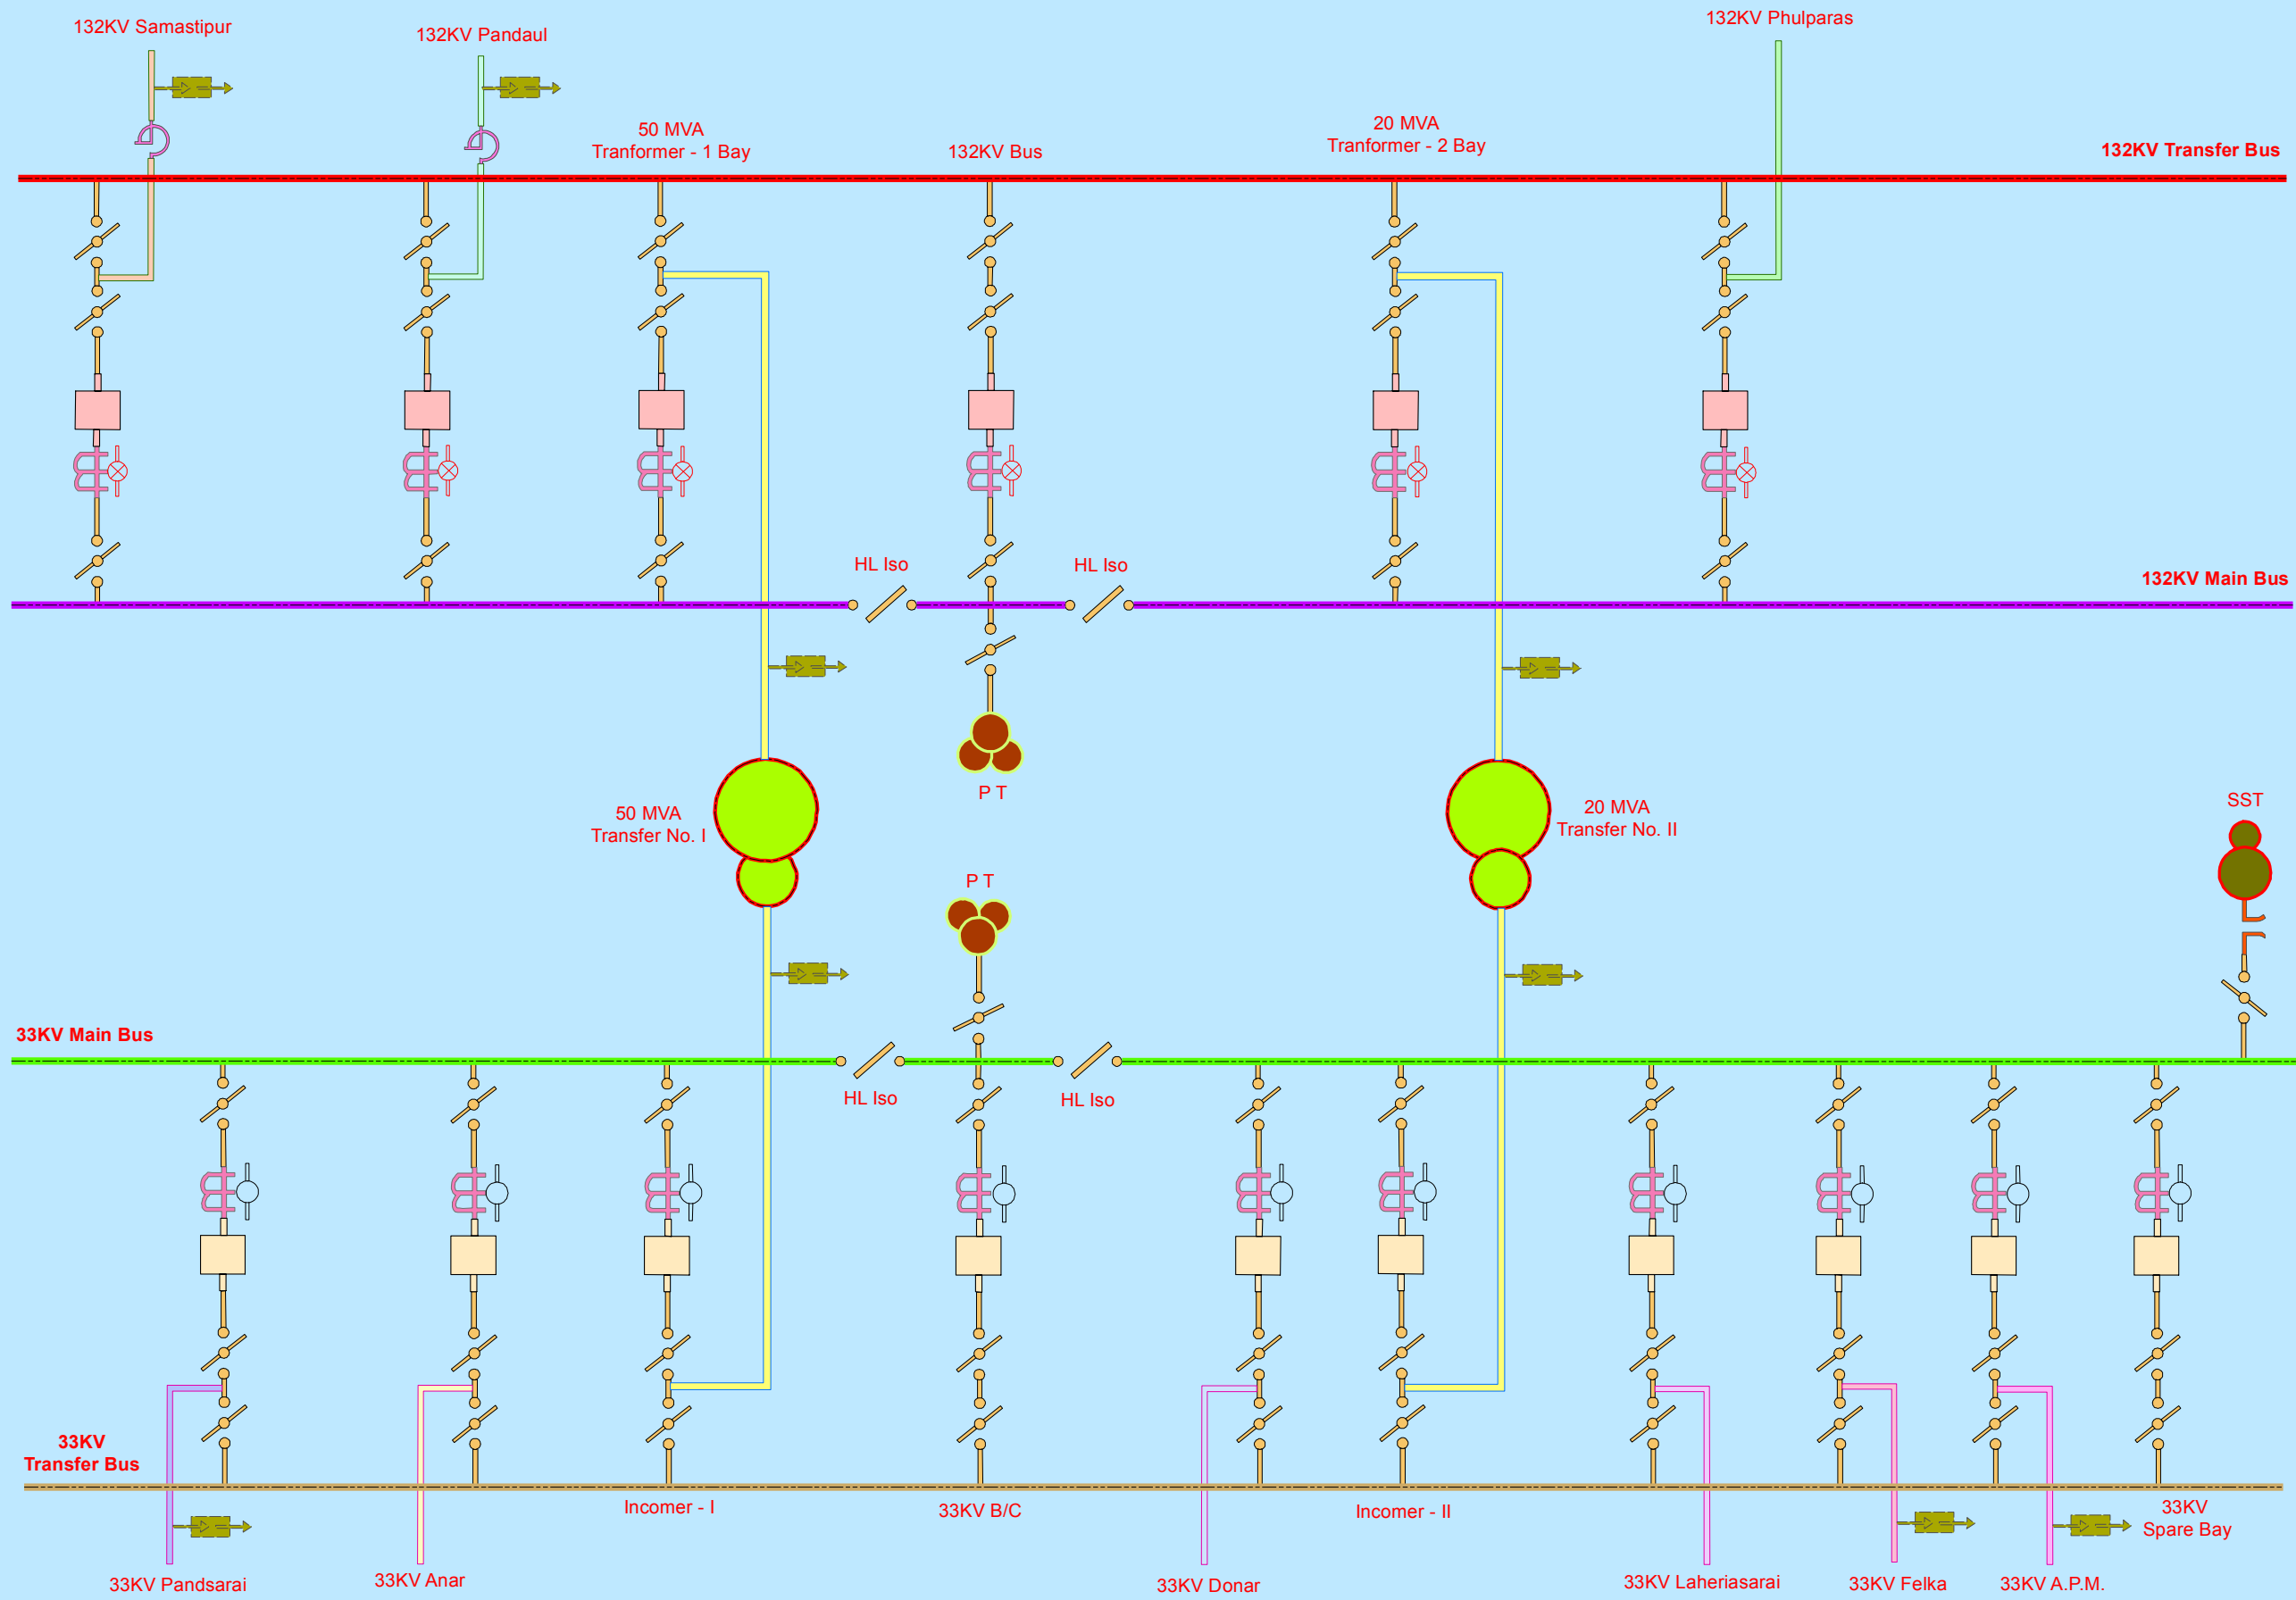 132KV Samastipur
132KV Pandaul
132KV Phulparas
50 MVA
Tranformer - 1 Bay
132KV Bus
20 MVA
Tranformer - 2 Bay
132KV Transfer Bus
HL Iso
HL Iso
132KV Main Bus
P T
50 MVA
Transfer No. I
20 MVA
Transfer No. II
SST
P T
33KV Main Bus
HL Iso
HL Iso
33KV
Transfer Bus
Incomer - I
33KV B/C
Incomer - II
33KV
Spare Bay
33KV Pandsarai
33KV Anar
33KV Donar
33KV Laheriasarai
33KV Felka
33KV A.P.M.